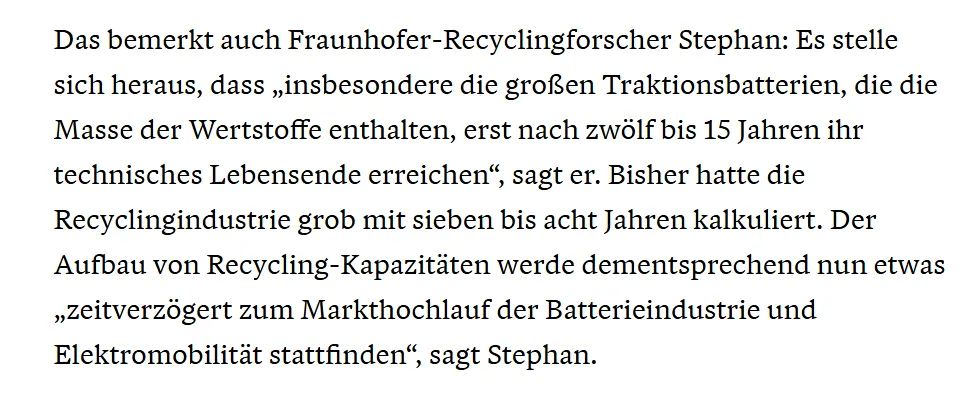 Das bemerkt auch Fraunhofer-Recyclingforscher Stephan: Es stelle
sich heraus, dass „insbesondere die großen Traktionsbatterien, die die
Masse der Wertstoffe enthalten, erst nach zwölf bis 15 Jahren ihr
technisches Lebensende erreichen“, sagt er. Bisher hatte die
Recyclingindustrie grob mit sieben bis acht Jahren kalkuliert. Der
Aufbau von Recycling-Kapazitäten werde dementsprechend nun etwas
„zeitverzögert zum Markthochlauf der Batterieindustrie und
Elektromobilität stattfinden“, sagt Stephan.